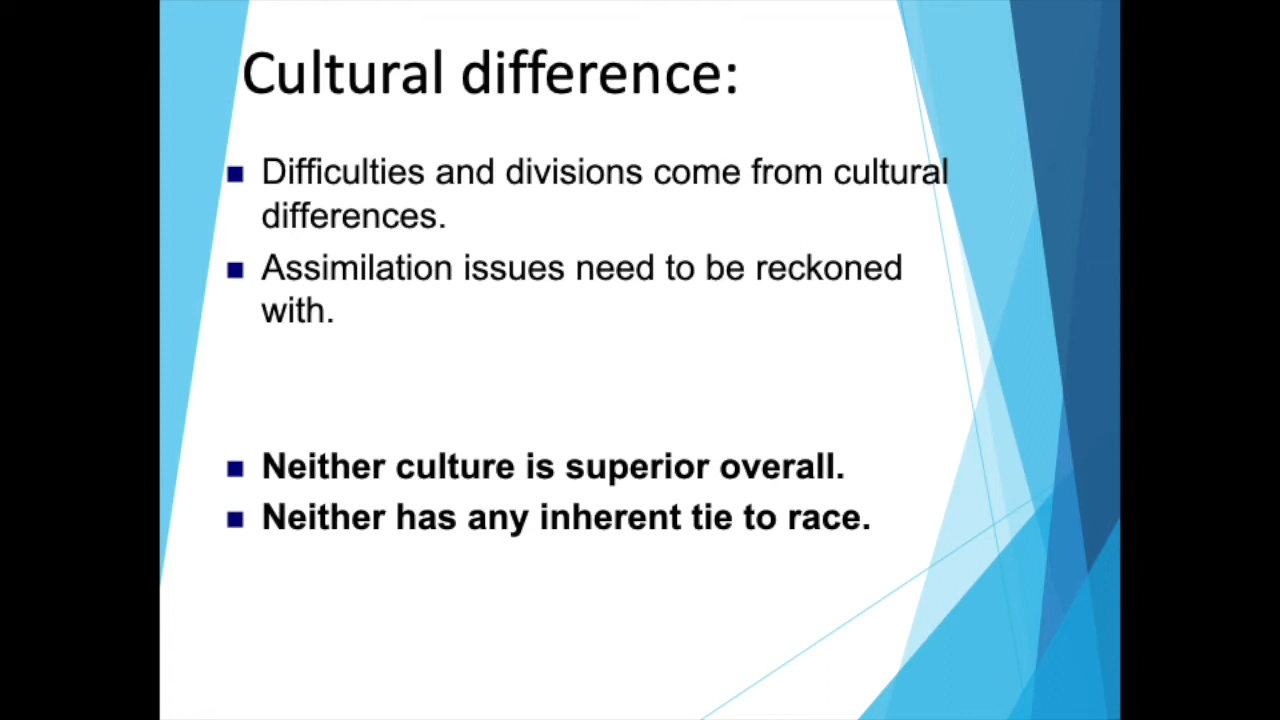 Cultural difference:
Difficulties and divisions come from cultural
differences.
Assimilation issues need to be reckoned
with.
Neither culture is superior overall.
Neither has any inherent tie to race.